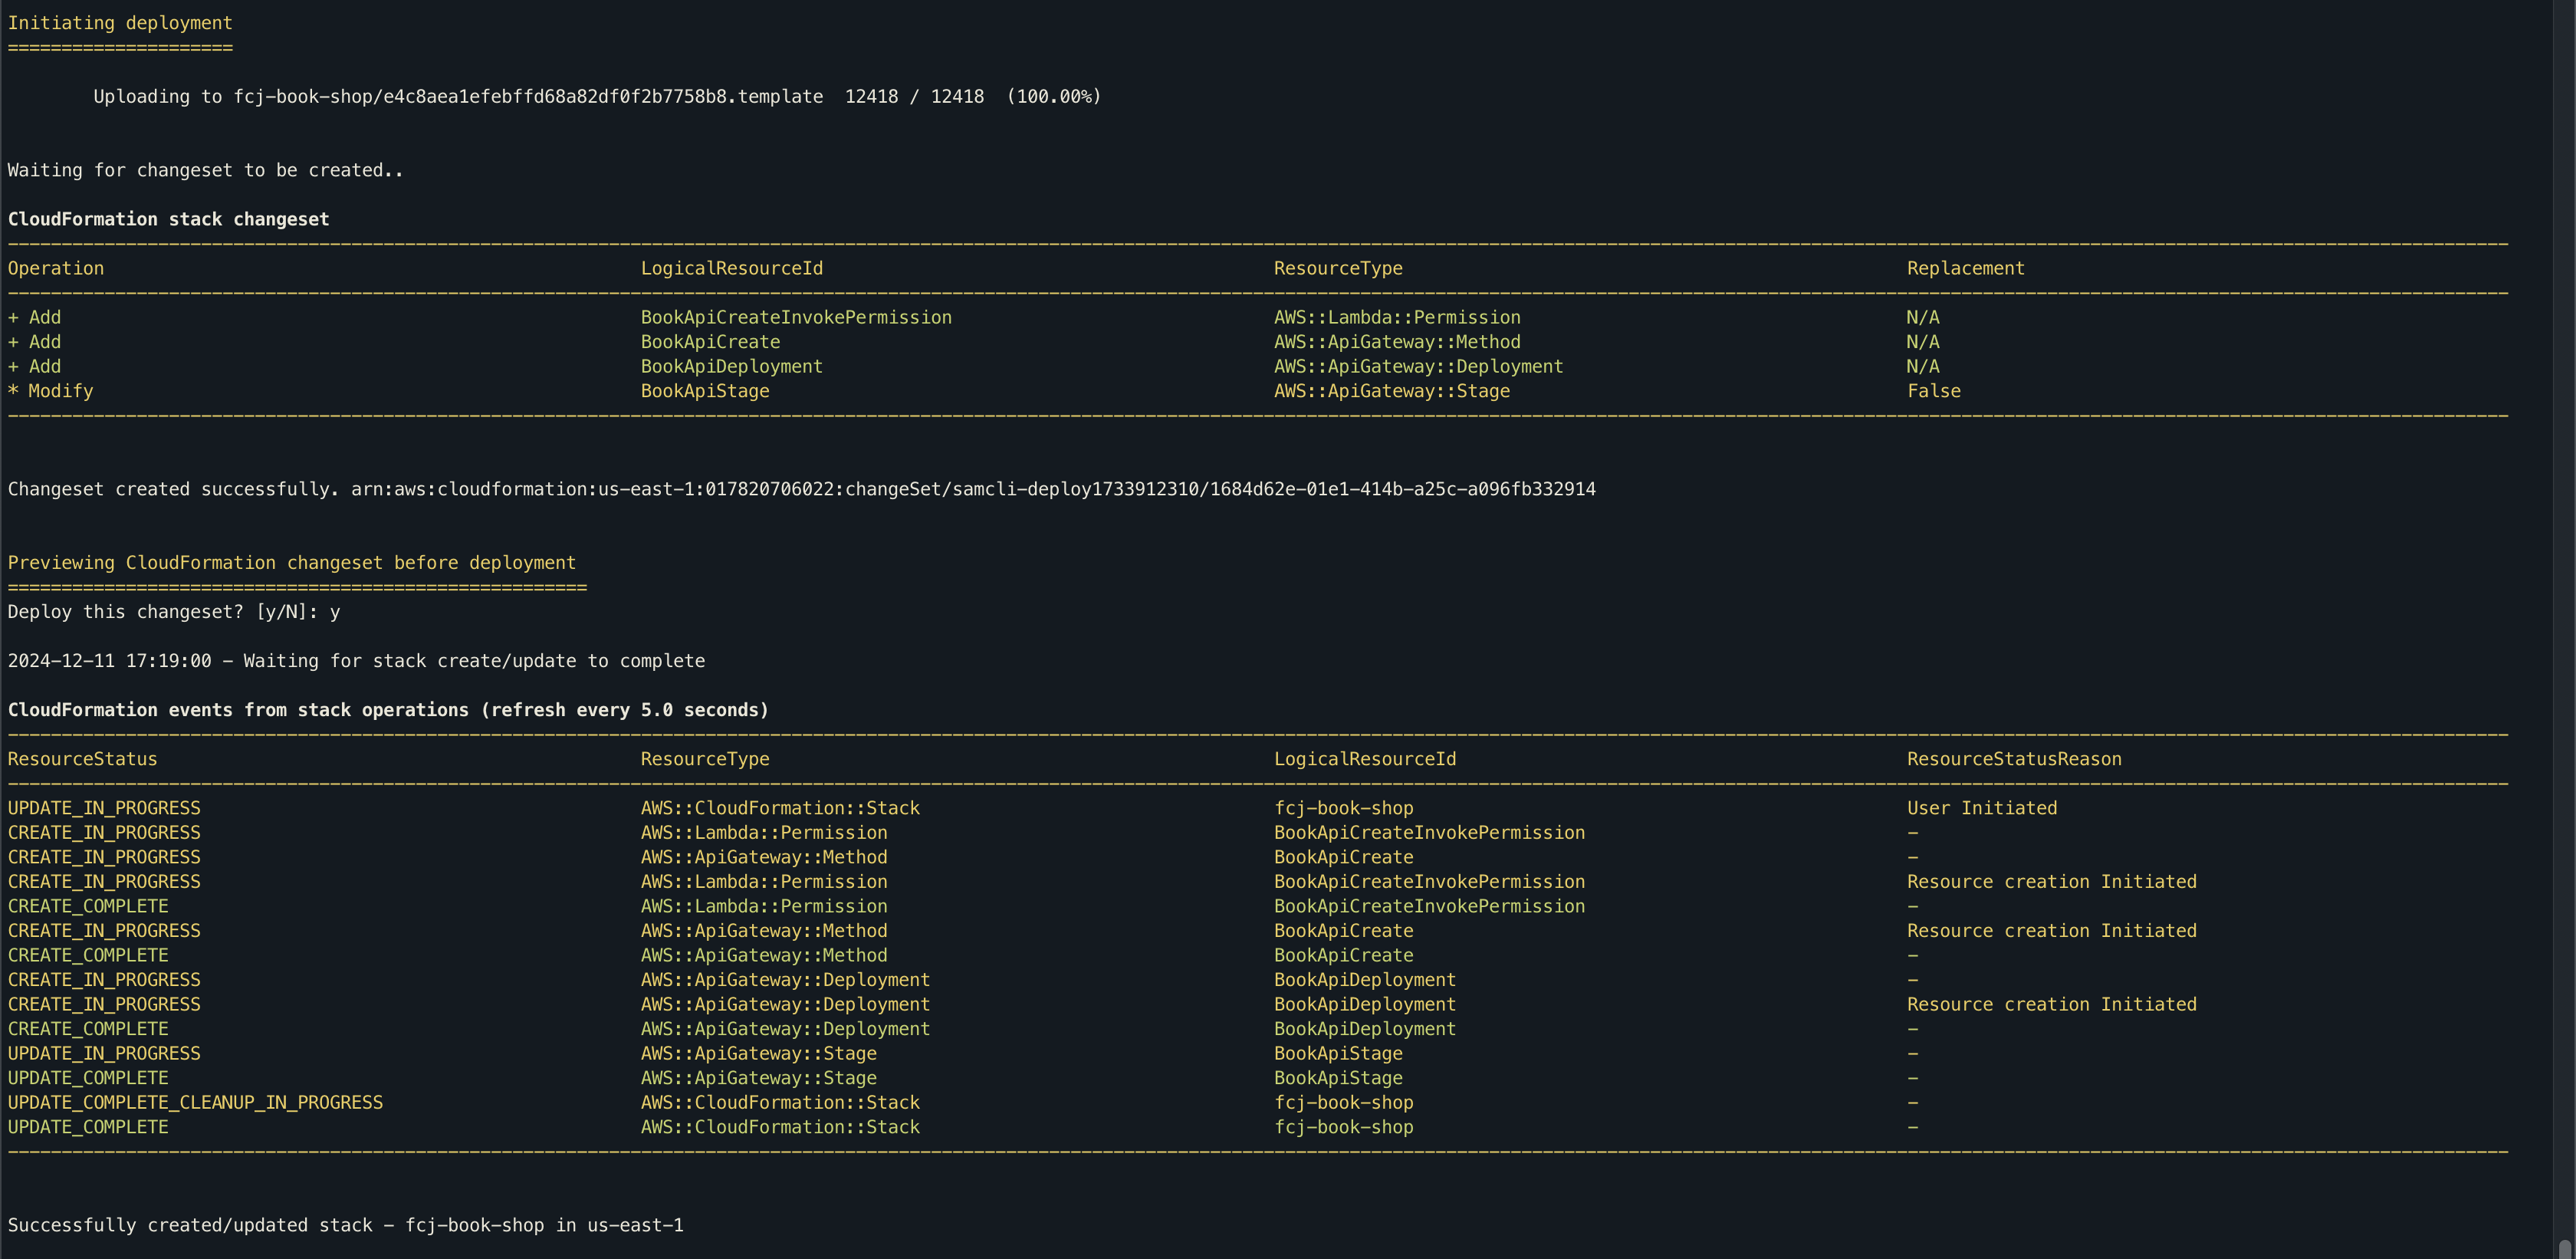 Initiating deployment
=====================
Uploading to fcj-book-shop/e4c8aea1efebffd68a82df0f2b7758b8.template  12418 / 12418  (100.00%)
Waiting for changeset to be created..
CloudFormation stack changeset
Operation LogicalResourceId ResourceType Replacement
+ Add BookApiCreateInvokePermission AWS::Lambda::Permission N/A
+ Add BookApiCreate AWS::ApiGateway::Method N/A
+ Add BookApiDeployment AWS::ApiGateway::Deployment N/A
* Modify BookApiStage AWS::ApiGateway::Stage False
Changeset created successfully. arn:aws:cloudformation:us-east-1:017820706022:changeSet/samcli-deploy1733912310/1684d62e-01e1-414b-a25c-a096fb332914
Previewing CloudFormation changeset before deployment
======================================================
Deploy this changeset? [y/N]: y
2024-12-11 17:19:00 - Waiting for stack create/update to complete
CloudFormation events from stack operations (refresh every 5.0 seconds)
ResourceStatus ResourceType LogicalResourceId ResourceStatusReason
UPDATE_IN_PROGRESS AWS::CloudFormation::Stack fcj-book-shop User Initiated
CREATE_IN_PROGRESS AWS::Lambda::Permission BookApiCreateInvokePermission -
CREATE_IN_PROGRESS AWS::ApiGateway::Method BookApiCreate -
CREATE_IN_PROGRESS AWS::Lambda::Permission BookApiCreateInvokePermission Resource creation Initiated
CREATE_COMPLETE AWS::Lambda::Permission BookApiCreateInvokePermission -
CREATE_IN_PROGRESS AWS::ApiGateway::Method BookApiCreate Resource creation Initiated
CREATE_COMPLETE AWS::ApiGateway::Method BookApiCreate -
CREATE_IN_PROGRESS AWS::ApiGateway::Deployment BookApiDeployment -
CREATE_IN_PROGRESS AWS::ApiGateway::Deployment BookApiDeployment Resource creation Initiated
CREATE_COMPLETE AWS::ApiGateway::Deployment BookApiDeployment -
UPDATE_IN_PROGRESS AWS::ApiGateway::Stage BookApiStage -
UPDATE_COMPLETE AWS::ApiGateway::Stage BookApiStage -
UPDATE_COMPLETE_CLEANUP_IN_PROGRESS AWS::CloudFormation::Stack fcj-book-shop -
UPDATE_COMPLETE AWS::CloudFormation::Stack fcj-book-shop -
Successfully created/updated stack - fcj-book-shop in us-east-1